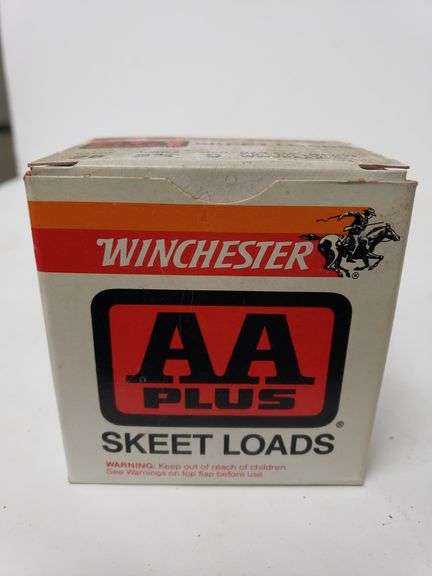 WINCHESTER
®
AA
PLUS
®
SKEET LOADS
WARNING: Keep out of reach of children.
See Warnings on top flap before use.